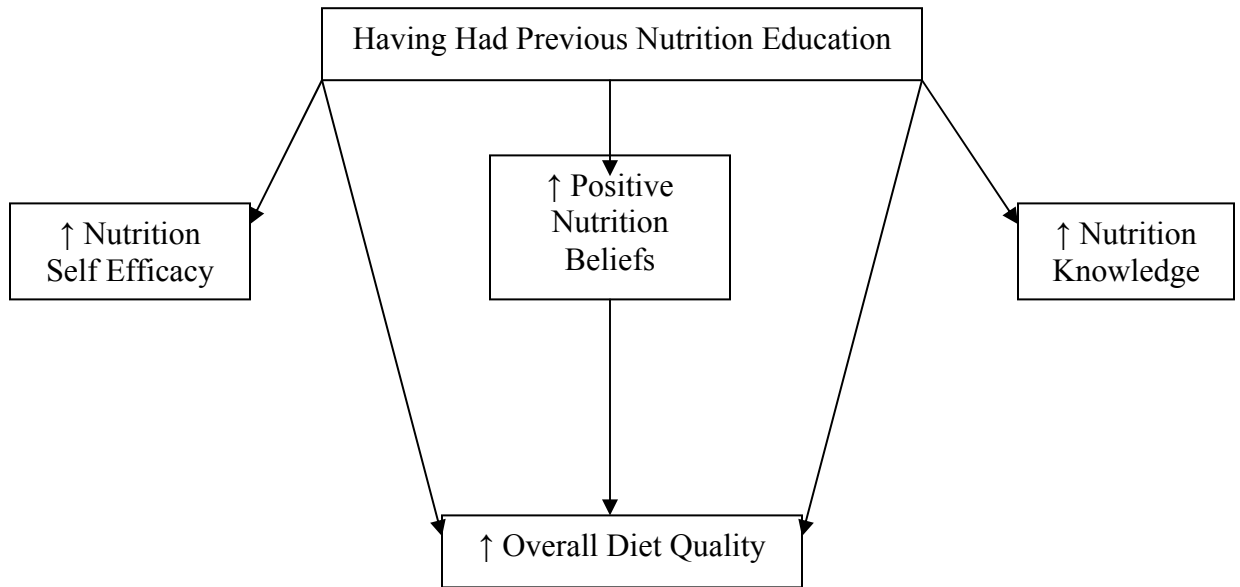 Having Had Previous Nutrition Education
↑ Positive
Nutrition
Beliefs
↑ Nutrition
Self Efficacy
↑ Nutrition
Knowledge
↑ Overall Diet Quality